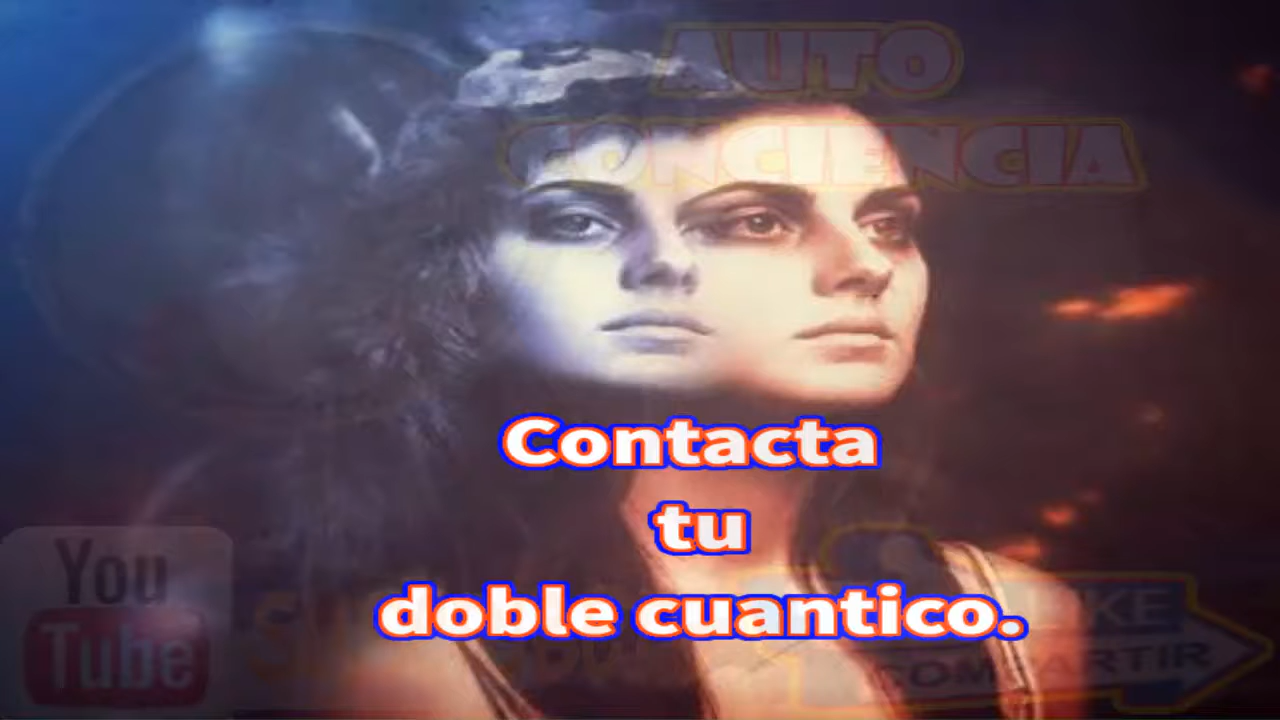 AUTO
CONCIENCIA
Contacta
tu
doble cuantico.
You
Tube
COMPARTIR